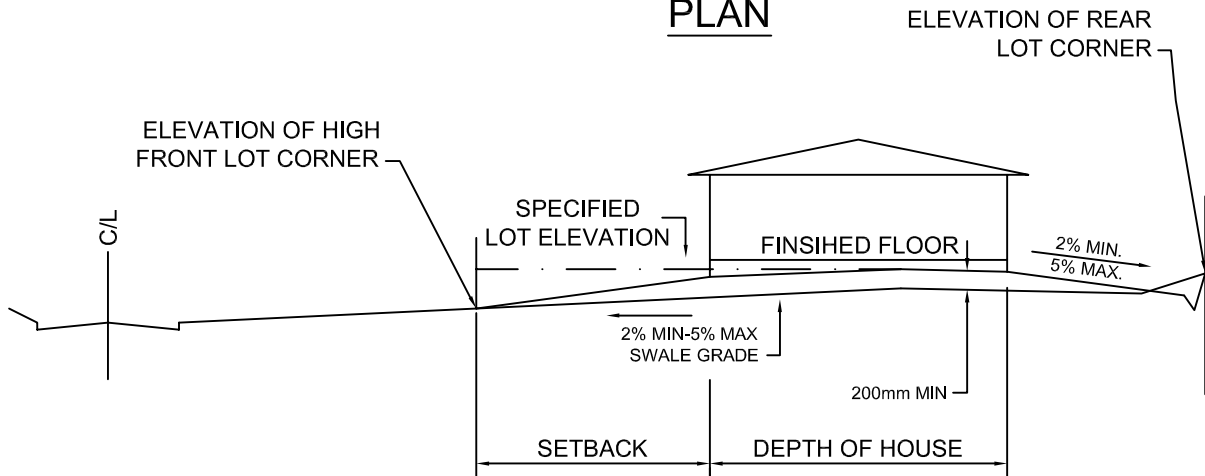 PLAN
ELEVATION OF REAR
LOT CORNER
ELEVATION OF HIGH
FRONT LOT CORNER
C/L
SPECIFIED
LOT ELEVATION
FINSIHED FLOOR
2% MIN.
5% MAX.
2% MIN-5% MAX
SWALE GRADE
200mm MIN
SETBACK
DEPTH OF HOUSE